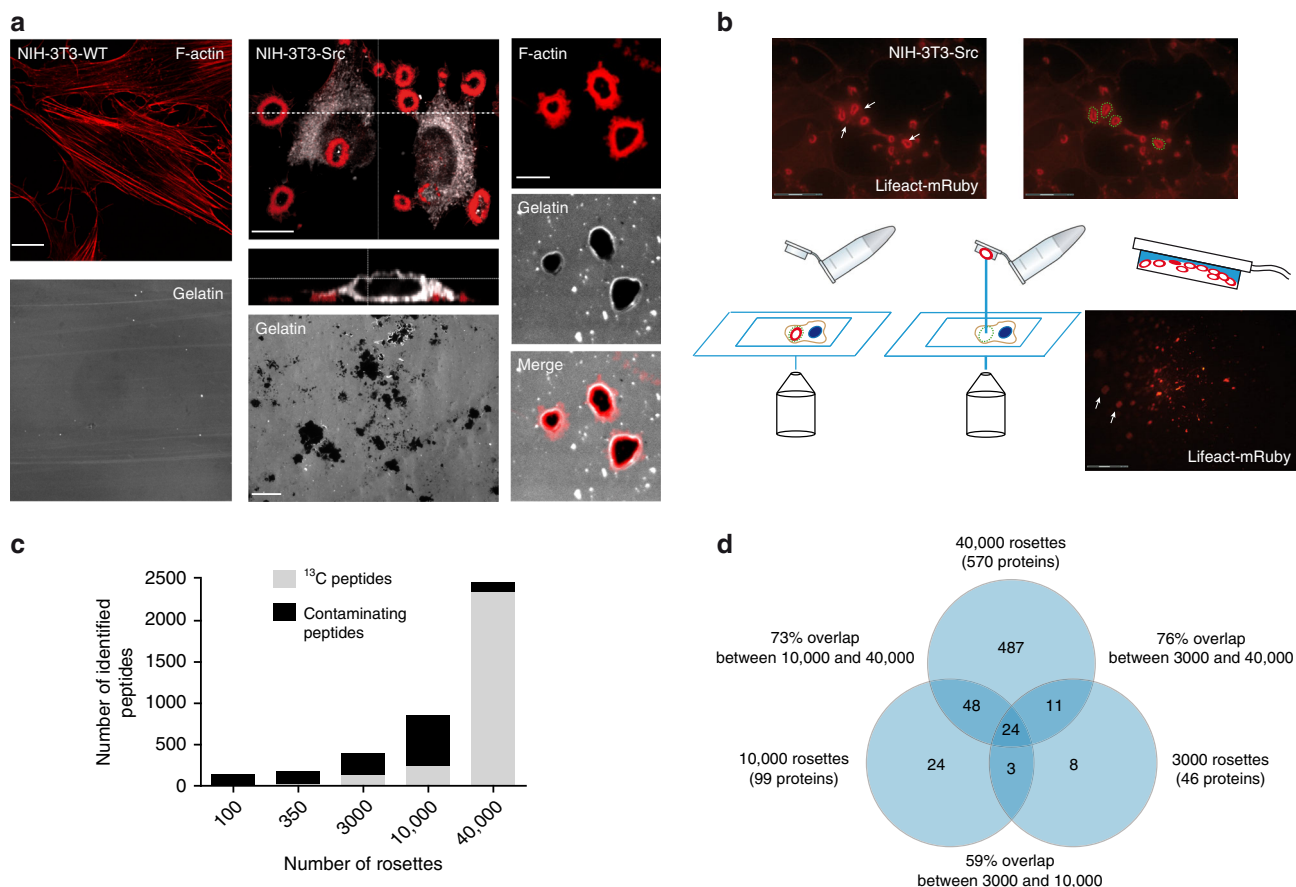 a
NIH-3T3-WT
F-actin
Gelatin
NIH-3T3-Src
Gelatin
F-actin
Gelatin
Merge
b
NIH-3T3-Src
Lifeact-mRuby
Lifeact-mRuby
c
Number of identified
peptides
2500
2000
1500
1000
500
0
¹³C peptides
Contaminating
peptides
100
350
3000
10,000
40,000
Number of rosettes
d
40,000 rosettes
(570 proteins)
73% overlap
between 10,000 and 40,000
76% overlap
between 3000 and 40,000
487
48
11
24
24
3
8
10,000 rosettes
(99 proteins)
3000 rosettes
(46 proteins)
59% overlap
between 3000 and 10,000